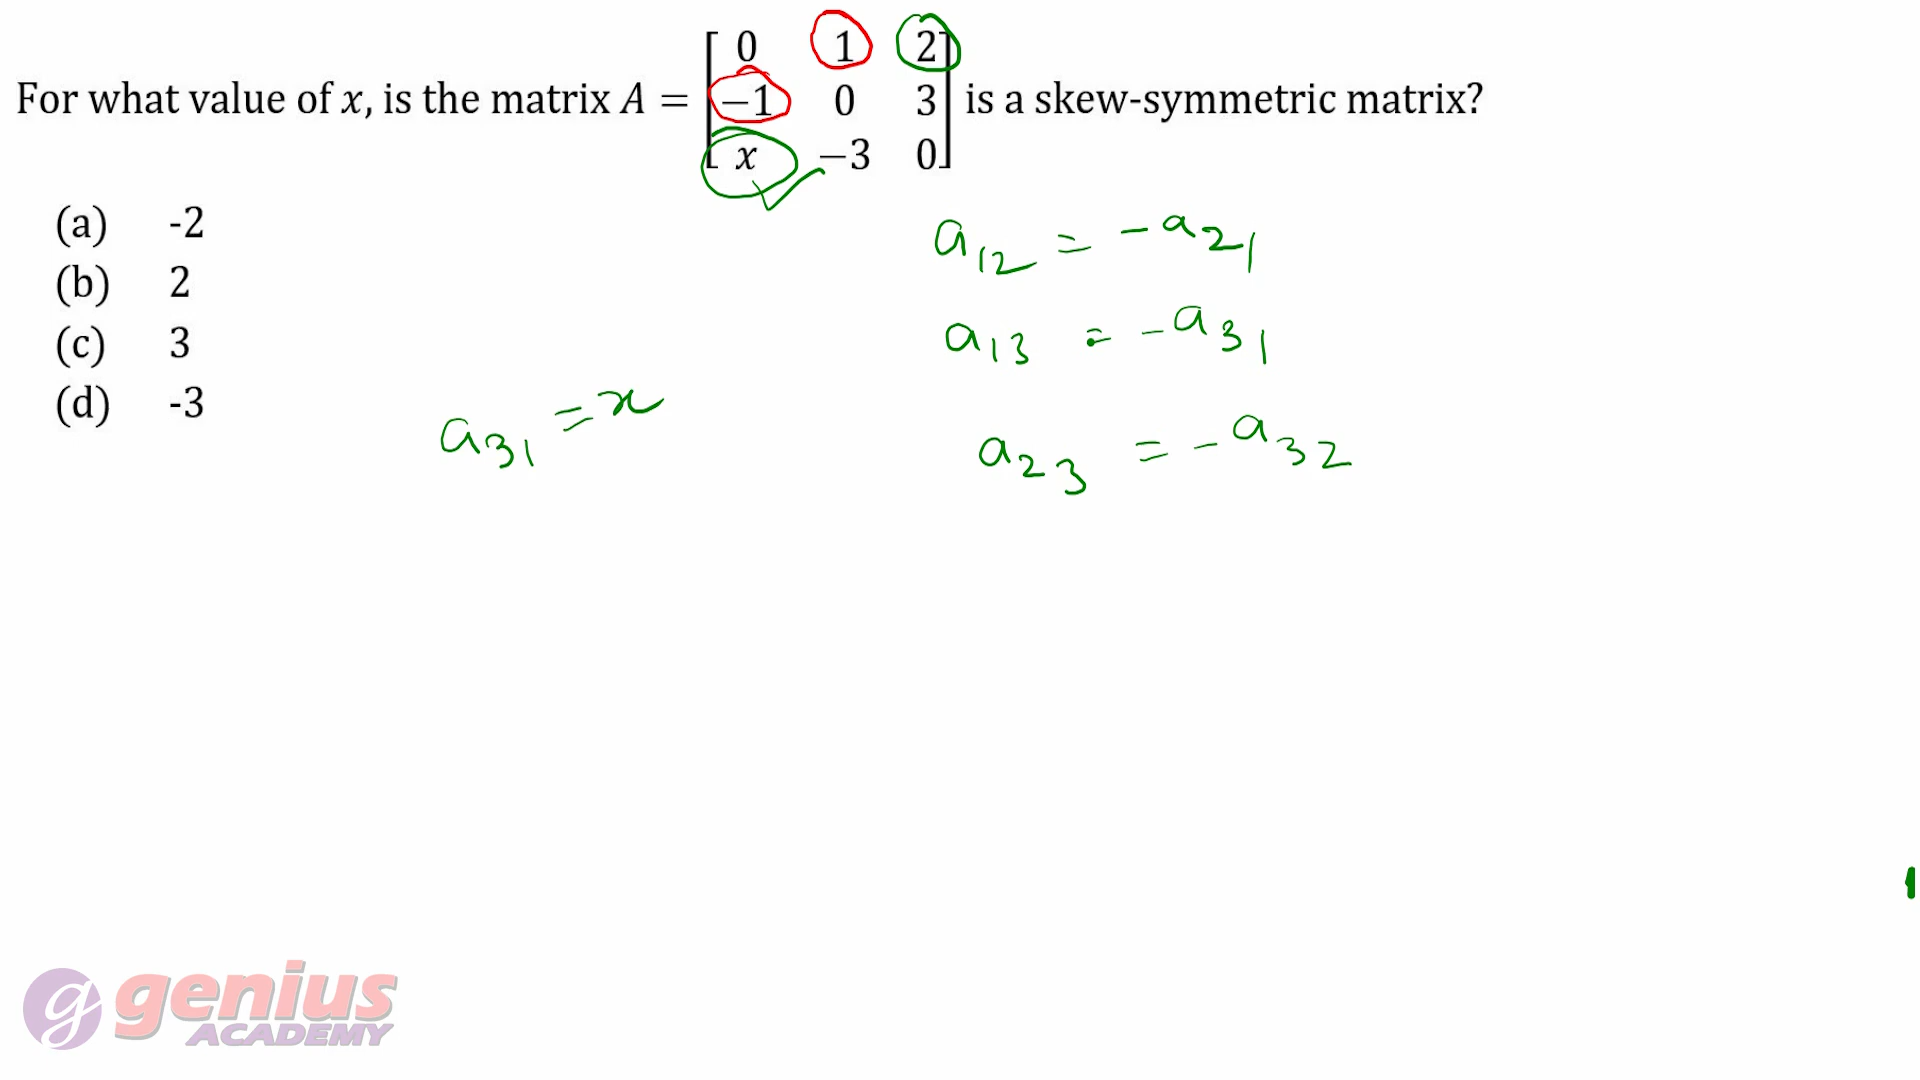 For what value of x, is the matrix A = [0 1 2
−1 0 3
x −3 0] is a skew-symmetric matrix?
(a) -2
(b) 2
(c) 3
(d) -3
a₁₂ = -a₂₁
a₁₃ = -a₃₁
a₃₁ = x
a₂₃ = -a₃₂
g genius
ACADEMY